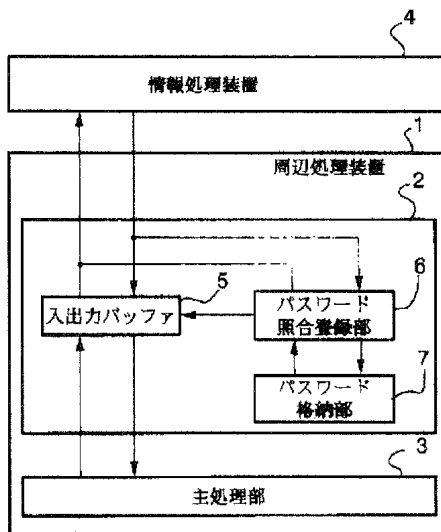 4
情報処理装置
1
周辺処理装置
2
5
6
入出力バッファ
パスワード
照合登録部
7
パスワード
格納部
3
主処理部